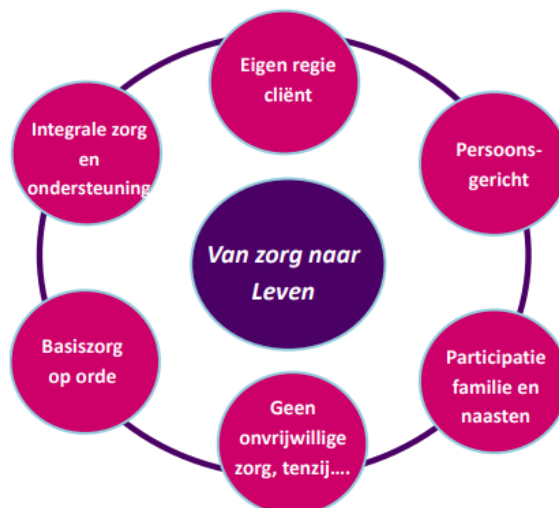 Eigen regie
cliënt
Persoons-
gericht
Participatie
familie en
naasten
Geen
onvrijwillige
zorg, tenzij....
Basiszorg
op orde
Integrale zorg
en
ondersteuning
Van zorg naar
Leven